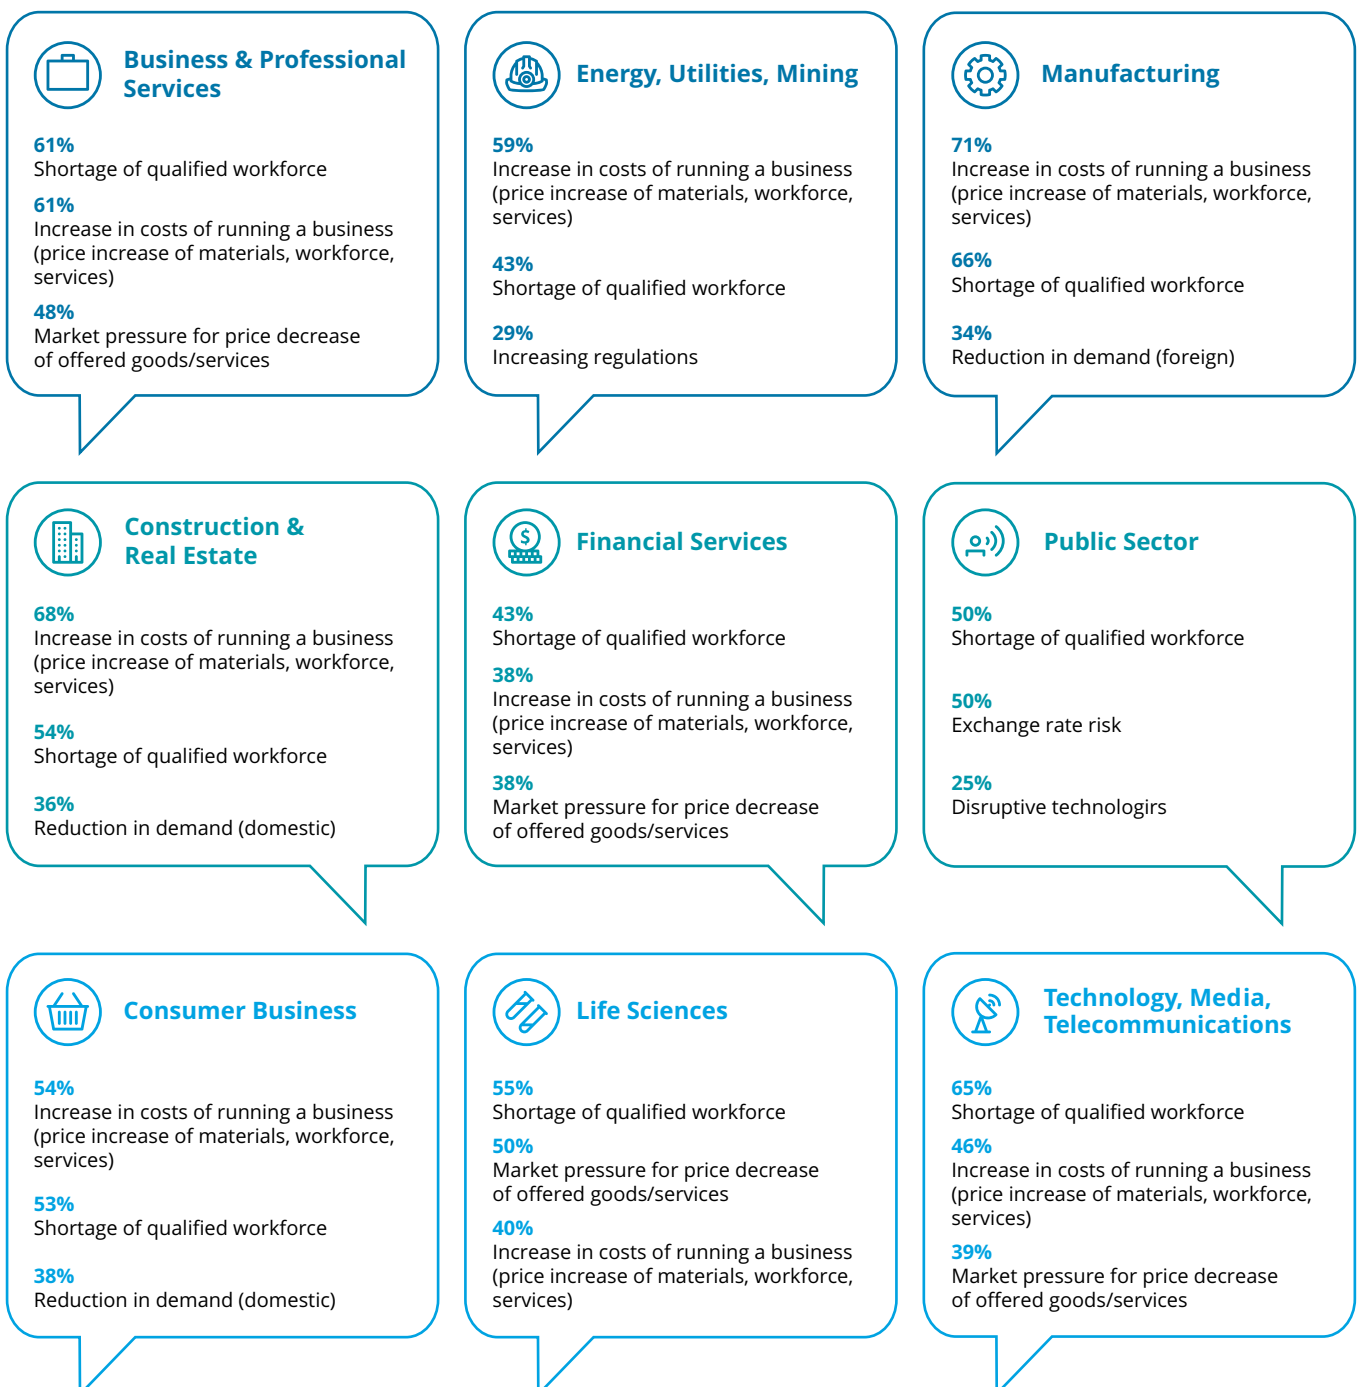 Business & Professional
Services
61%
Shortage of qualified workforce
61%
Increase in costs of running a business
(price increase of materials, workforce,
services)
48%
Market pressure for price decrease
of offered goods/services
Energy, Utilities, Mining
59%
Increase in costs of running a business
(price increase of materials, workforce,
services)
43%
Shortage of qualified workforce
29%
Increasing regulations
Manufacturing
71%
Increase in costs of running a business
(price increase of materials, workforce,
services)
66%
Shortage of qualified workforce
34%
Reduction in demand (foreign)
Construction &
Real Estate
68%
Increase in costs of running a business
(price increase of materials, workforce,
services)
54%
Shortage of qualified workforce
36%
Reduction in demand (domestic)
$
Financial Services
43%
Shortage of qualified workforce
38%
Increase in costs of running a business
(price increase of materials, workforce,
services)
38%
Market pressure for price decrease
of offered goods/services
Public Sector
50%
Shortage of qualified workforce
50%
Exchange rate risk
25%
Disruptive technologirs
Consumer Business
54%
Increase in costs of running a business
(price increase of materials, workforce,
services)
53%
Shortage of qualified workforce
38%
Reduction in demand (domestic)
Life Sciences
55%
Shortage of qualified workforce
50%
Market pressure for price decrease
of offered goods/services
40%
Increase in costs of running a business
(price increase of materials, workforce,
services)
Technology, Media,
Telecommunications
65%
Shortage of qualified workforce
46%
Increase in costs of running a business
(price increase of materials, workforce,
services)
39%
Market pressure for price decrease
of offered goods/services